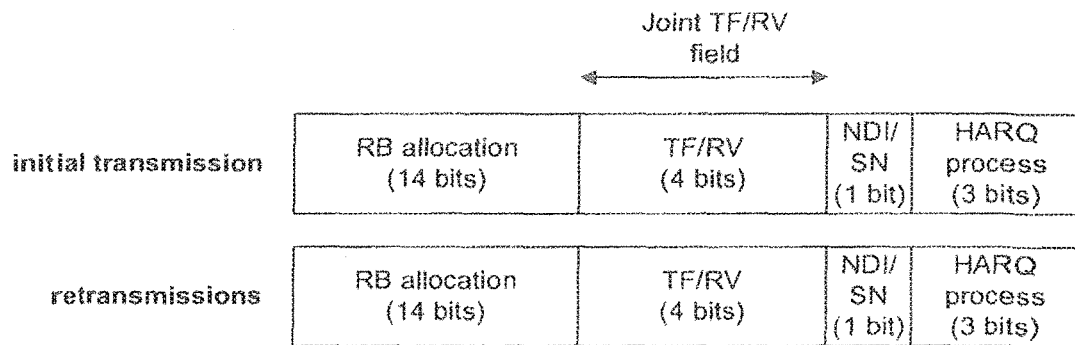 Joint TF/RV
field
initial transmission
RB allocation
(14 bits)
TF/RV
(4 bits)
NDI/
SN
(1 bit)
HARQ
process
(3 bits)
retransmissions
RB allocation
(14 bits)
TF/RV
(4 bits)
NDI/
SN
(1 bit)
HARQ
process
(3 bits)